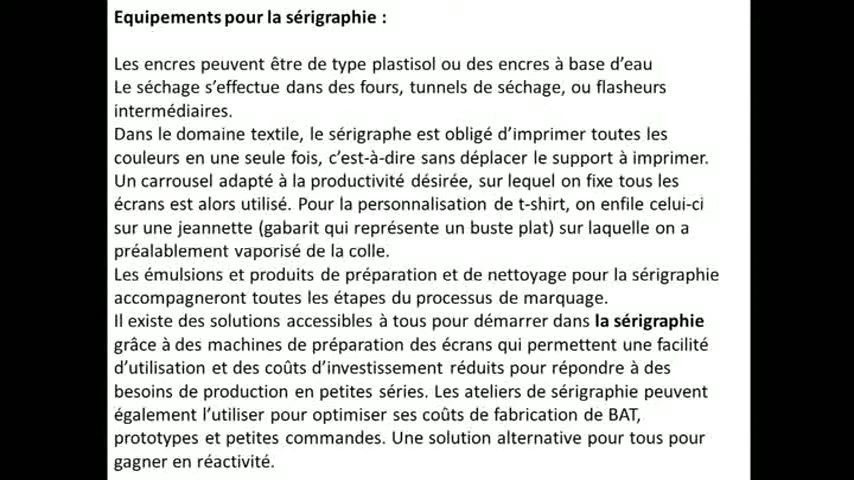 Equipements pour la sérigraphie :
Les encres peuvent être de type plastisol ou des encres à base d’eau
Le séchage s’effectue dans des fours, tunnels de séchage, ou flasheurs
intermédiaires.
Dans le domaine textile, le sérigraphe est obligé d’imprimer toutes les
couleurs en une seule fois, c’est-à-dire sans déplacer le support à imprimer.
Un carrousel adapté à la productivité désirée, sur lequel on fixe tous les
écrans est alors utilisé. Pour la personnalisation de t-shirt, on enfile celui-ci
sur une jeannette (gabarit qui représente un buste plat) sur laquelle on a
préalablement vaporisé de la colle.
Les émulsions et produits de préparation et de nettoyage pour la sérigraphie
accompagneront toutes les étapes du processus de marquage.
Il existe des solutions accessibles à tous pour démarrer dans la sérigraphie
grâce à des machines de préparation des écrans qui permettent une facilité
d’utilisation et des coûts d’investissement réduits pour répondre à des
besoins de production en petites séries. Les ateliers de sérigraphie peuvent
également l’utiliser pour optimiser ses coûts de fabrication de BAT,
prototypes et petites commandes. Une solution alternative pour tous pour
gagner en réactivité.